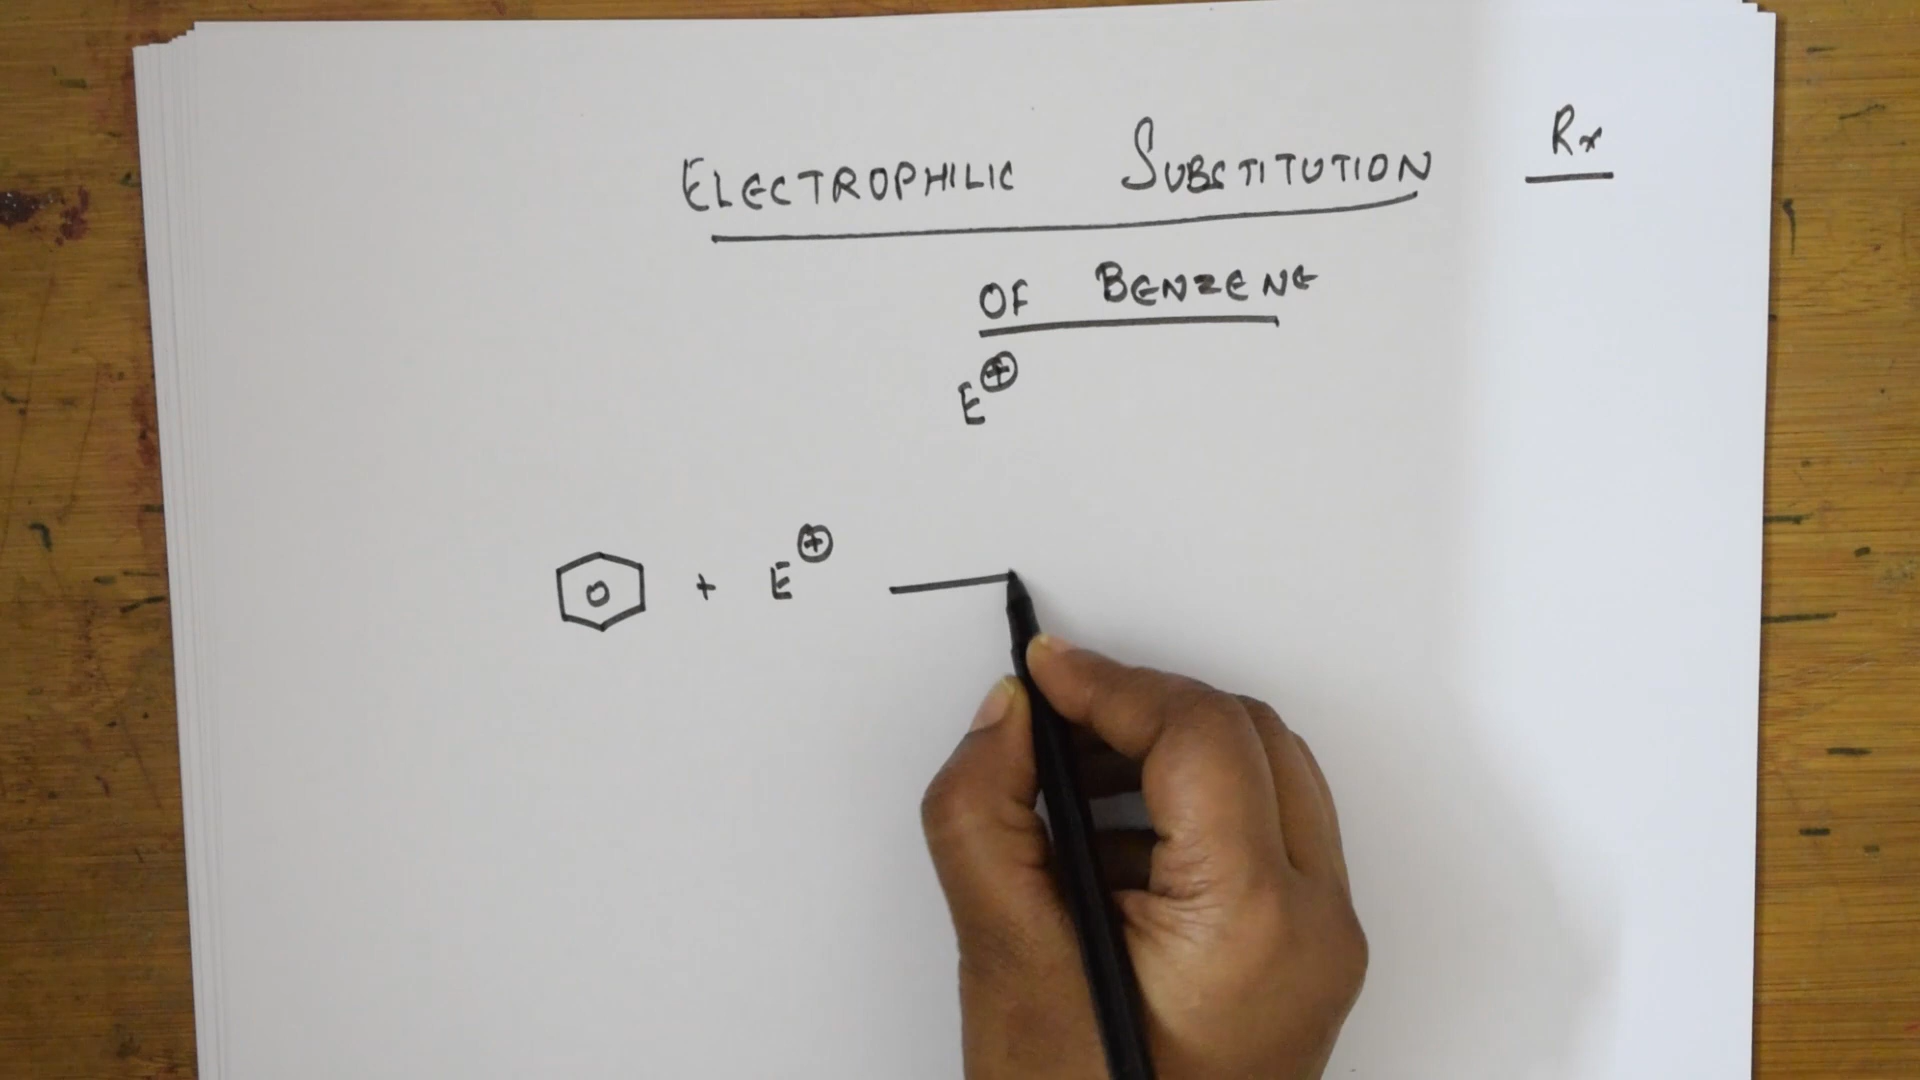 ELECTROPHILIC SUBSTITUTION Rx
OF BENZENE
E⊕
+ E⊕